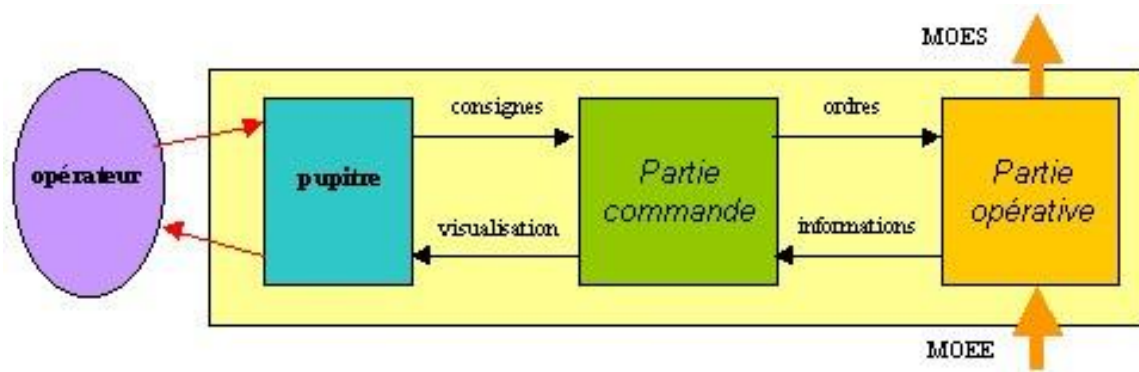 MOES
consignes
ordres
opérateur
pupitre
Partie
commande
Partie
opérative
visualisation
informations
MOEE